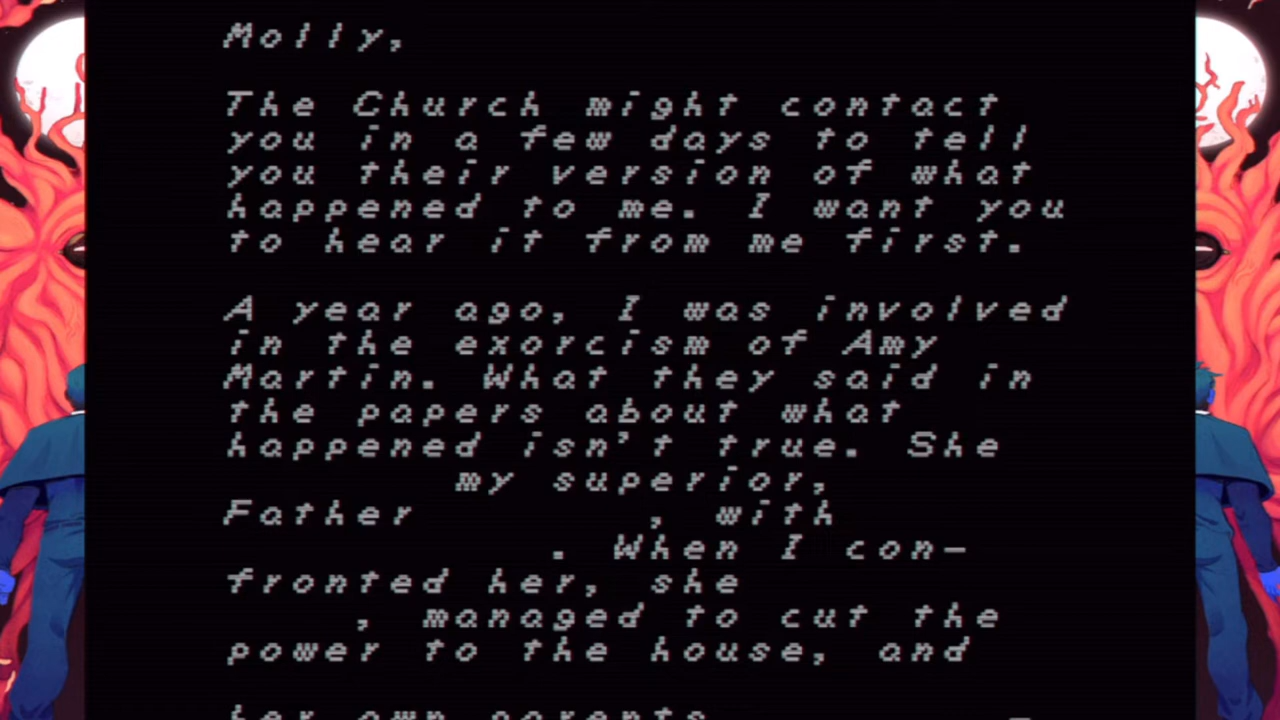 Molly,
The Church might contact
you in a few days to tell
you their version of what
happened to me. I want you
to hear it from me first.
A year ago, I was involved
in the exorcism of Amy
Martin. What they said in
the papers about what
happened isn't true. She
my superior,
Father , with
. When I con-
fronted her, she
, managed to cut the
power to the house, and
her own parents -